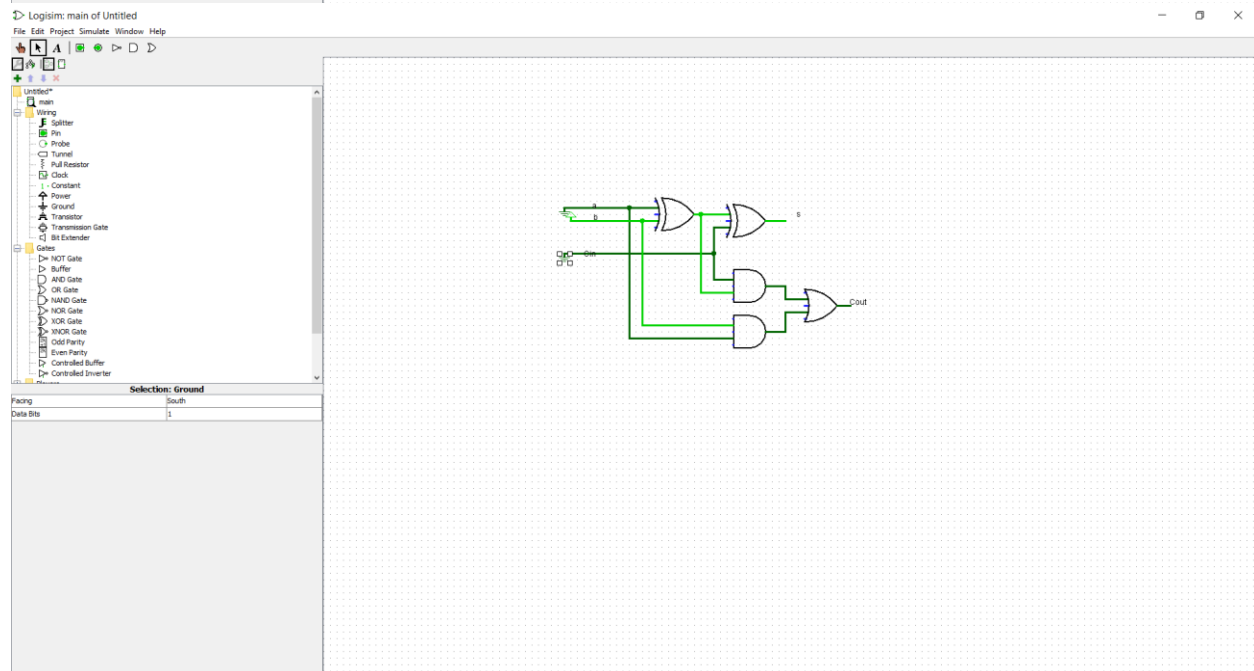 Logisim: main of Untitled
File Edit Project Simulate Window Help
A
Untitled*
main
Wiring
Splitter
Pin
Probe
Tunnel
Pull Resistor
Clock
Constant
Power
Ground
Transistor
Transmission Gate
Bit Extender
Gates
NOT Gate
Buffer
AND Gate
OR Gate
NAND Gate
NOR Gate
XOR Gate
XNOR Gate
Odd Parity
Even Parity
Controlled Buffer
Controlled Inverter
Selection: Ground
Facing South
Data Bits 1
a
b
s
Cin
Cout